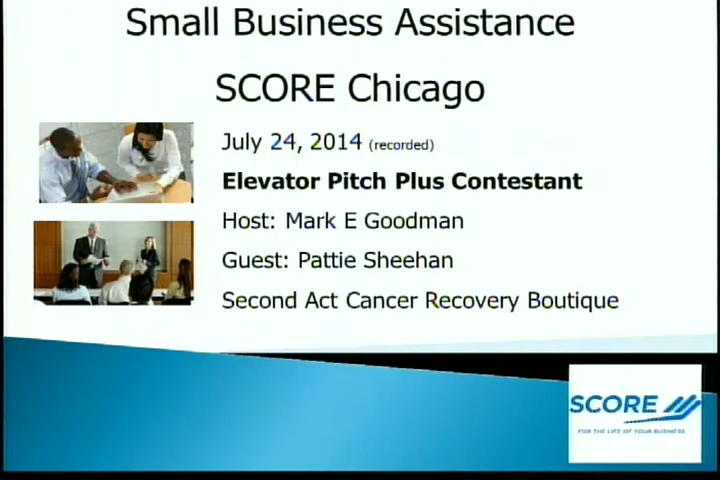 Small Business Assistance
SCORE Chicago
July 24, 2014 (recorded)
Elevator Pitch Plus Contestant
Host: Mark E Goodman
Guest: Pattie Sheehan
Second Act Cancer Recovery Boutique
SCORE
FOR THE LIFE OF YOUR BUSINESS